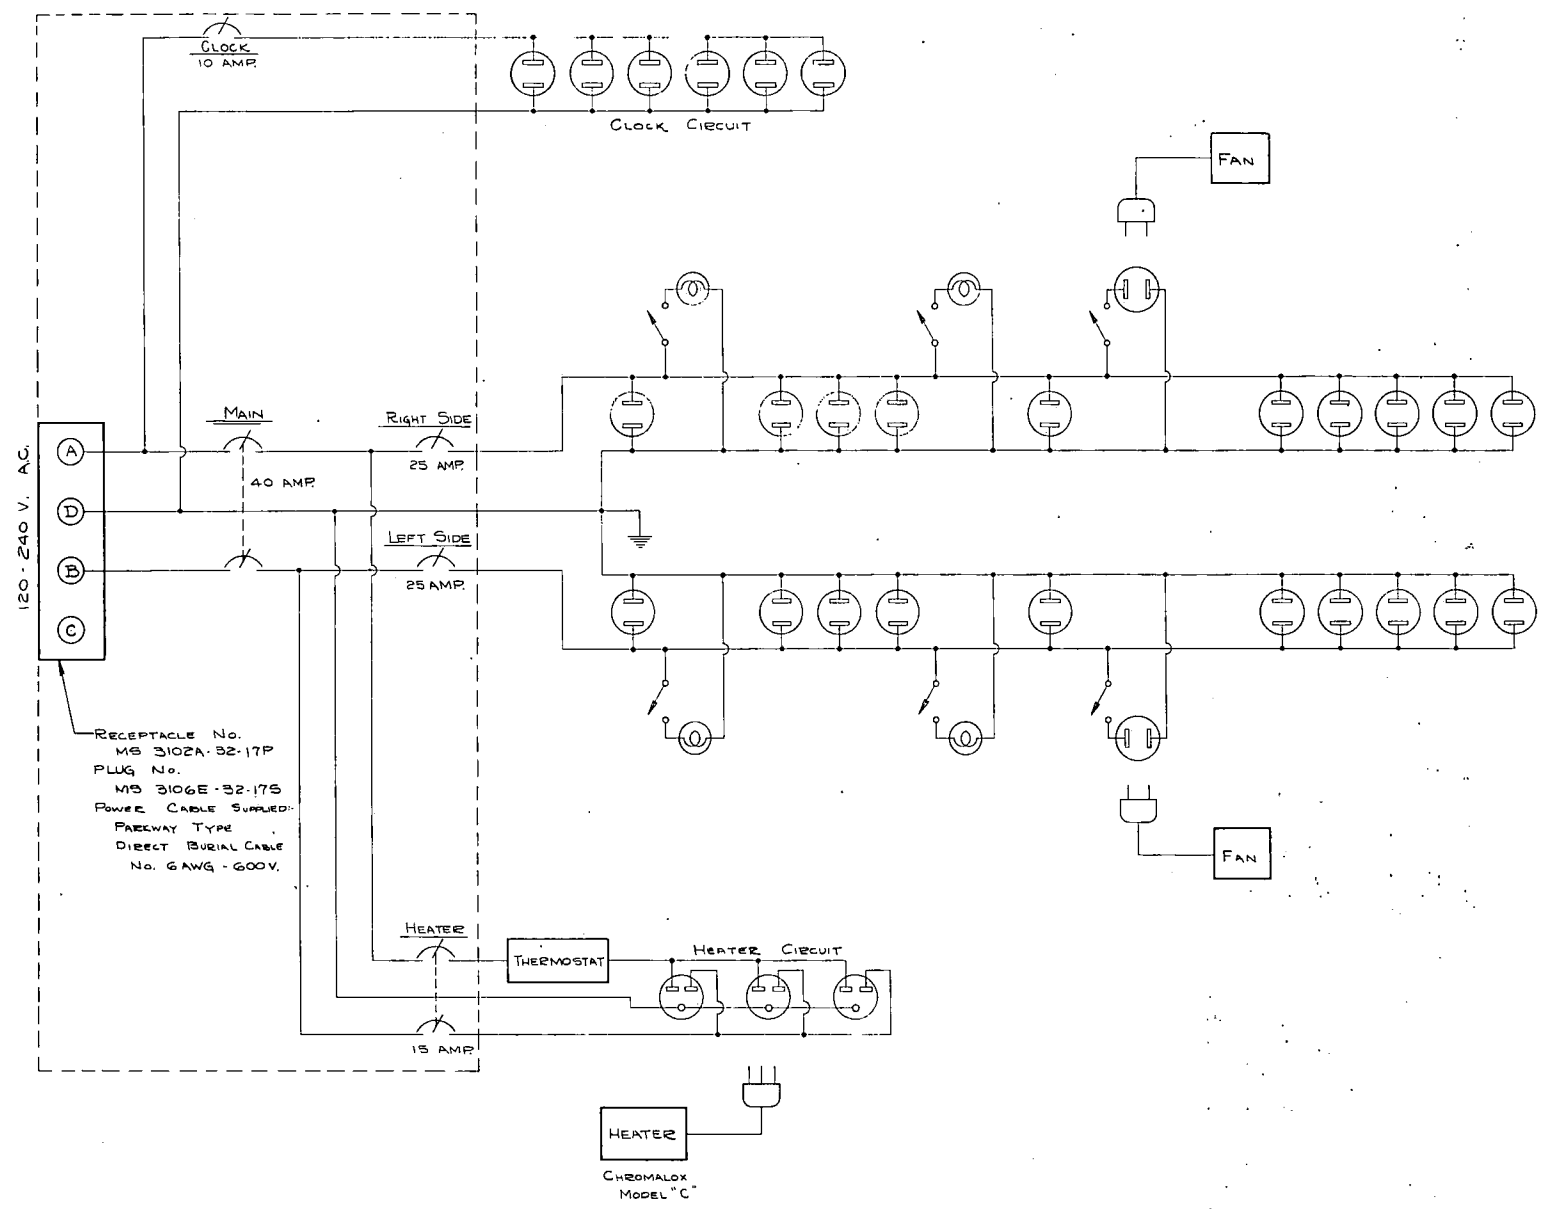 CLOCK
10 AMP.
CLOCK CIRCUIT
FAN
MAIN
40 AMP.
RIGHT SIDE
25 AMP.
LEFT SIDE
25 AMP.
120-240 V. A.C.
A
D
B
C
RECEPTACLE NO.
MS 3102A-32-17P
PLUG NO.
MS 3106E-32-17S
POWER CABLE SUPPLIED:-
PARKWAY TYPE
DIRECT BURIAL CABLE
NO. 6 AWG - 600V.
FAN
HEATER
15 AMP.
THERMOSTAT
HEATER CIRCUIT
HEATER
CHROMALOX
MODEL "C"